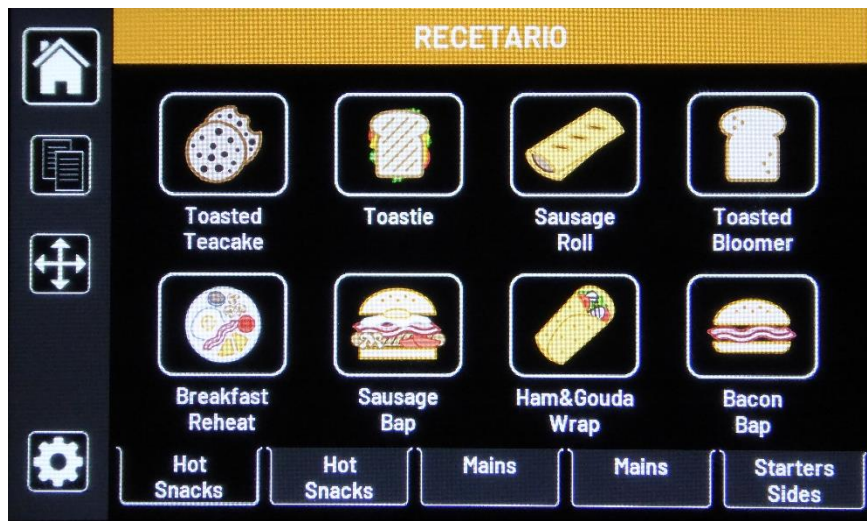 RECETARIO
Toasted
Teacake
Toastie
Sausage
Roll
Toasted
Bloomer
Breakfast
Reheat
Sausage
Bap
Ham&Gouda
Wrap
Bacon
Bap
Hot
Snacks
Hot
Snacks
Mains
Mains
Starters
Sides